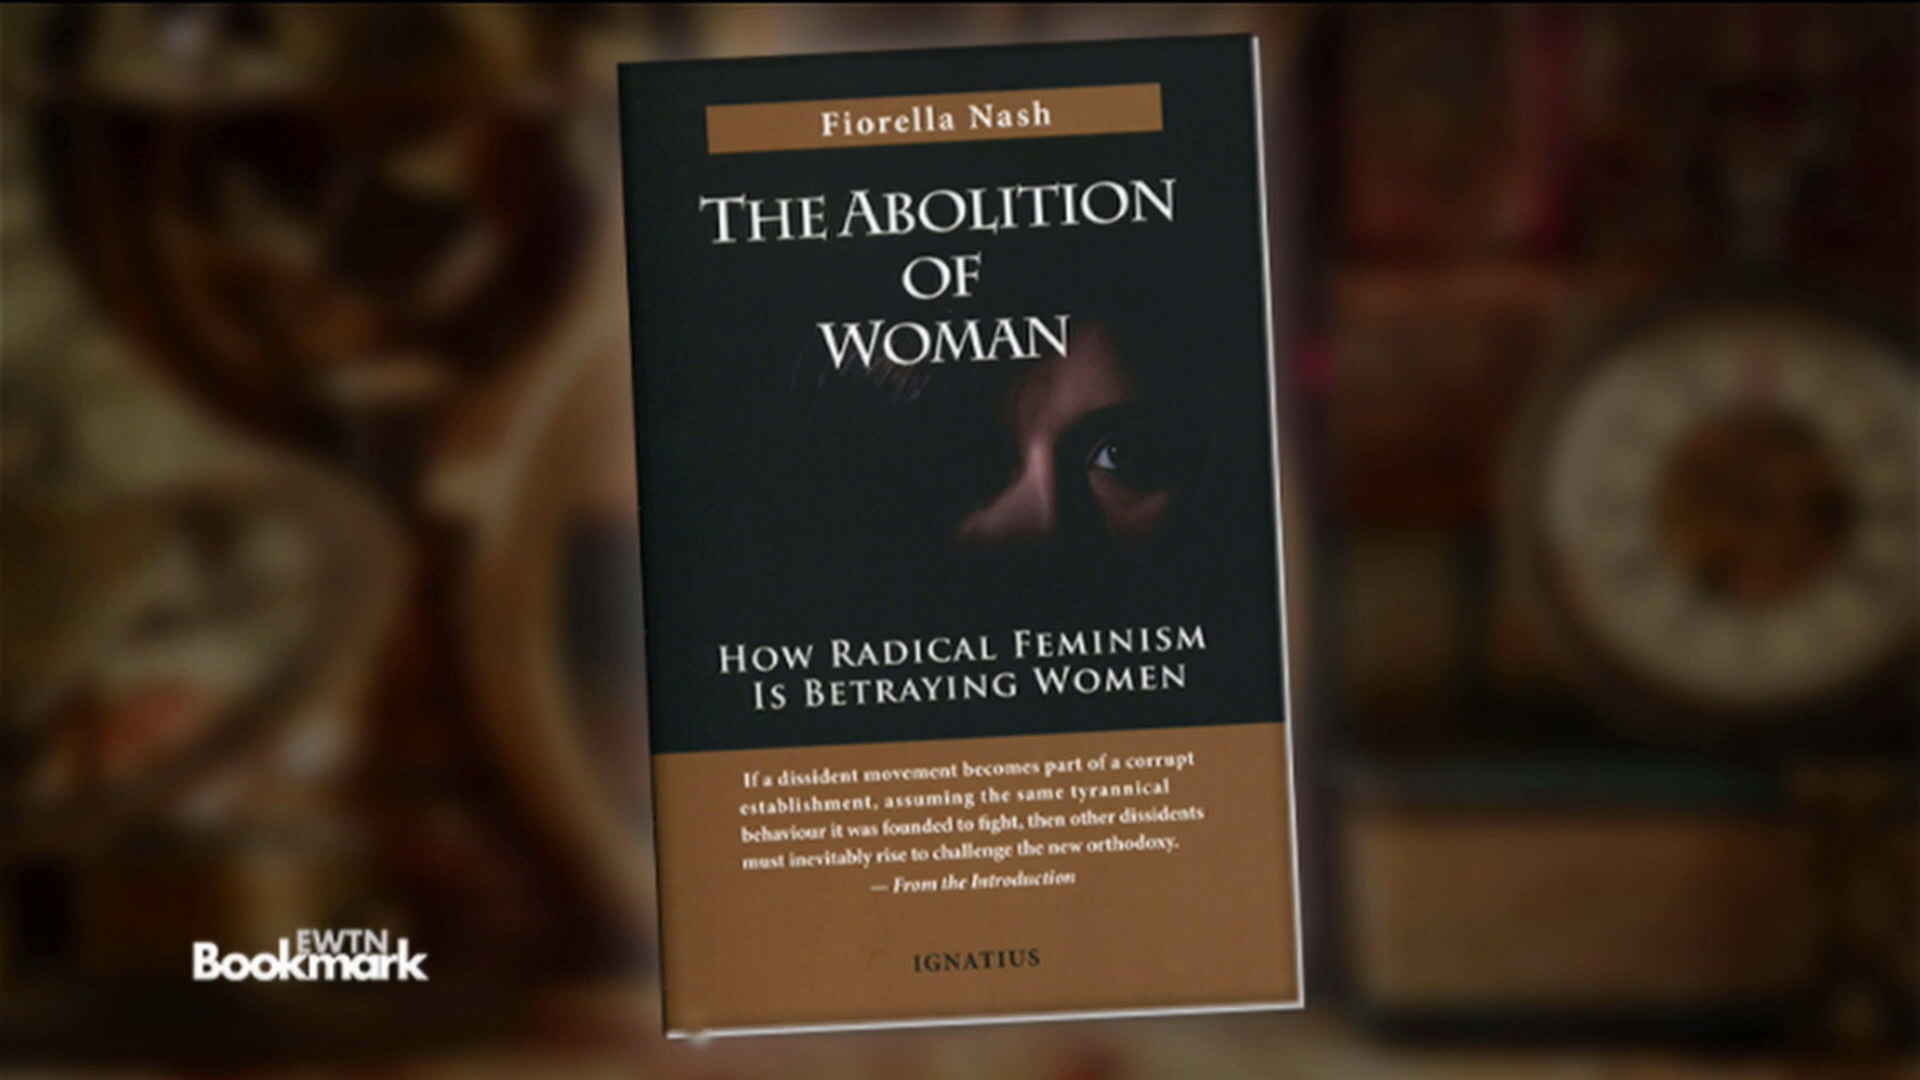 Fiorella Nash
THE ABOLITION
OF
WOMAN
HOW RADICAL FEMINISM
IS BETRAYING WOMEN
If a dissident movement becomes part of a corrupt
establishment, assuming the same tyrannical
behaviour it was founded to fight, then other dissidents
must inevitably rise to challenge the new orthodoxy.
— From the Introduction
IGNATIUS
EWTN
Bookmark